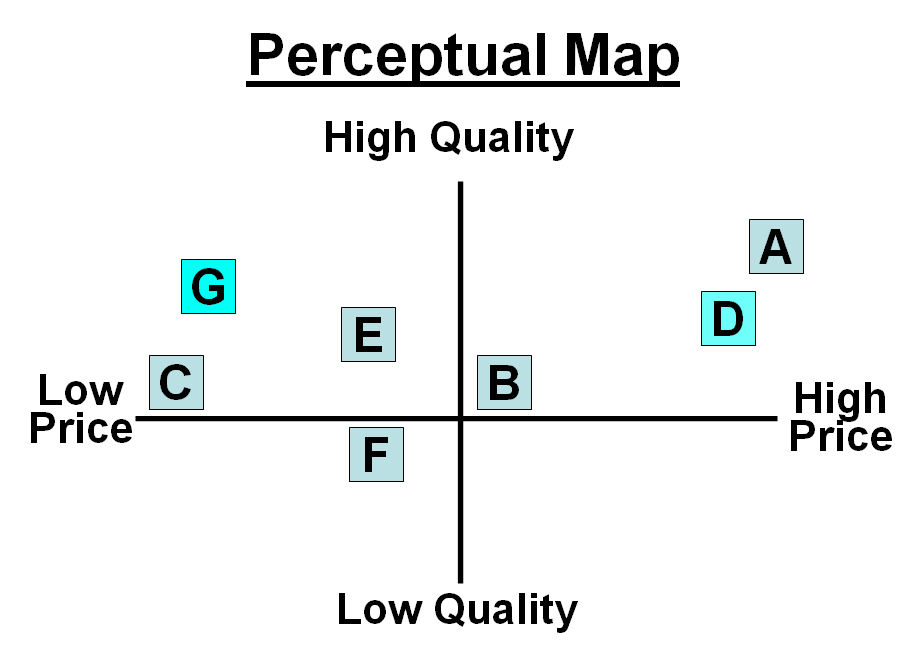 Perceptual Map
High Quality
A
G
D
E
C
B
Low
Price
High
Price
F
Low Quality